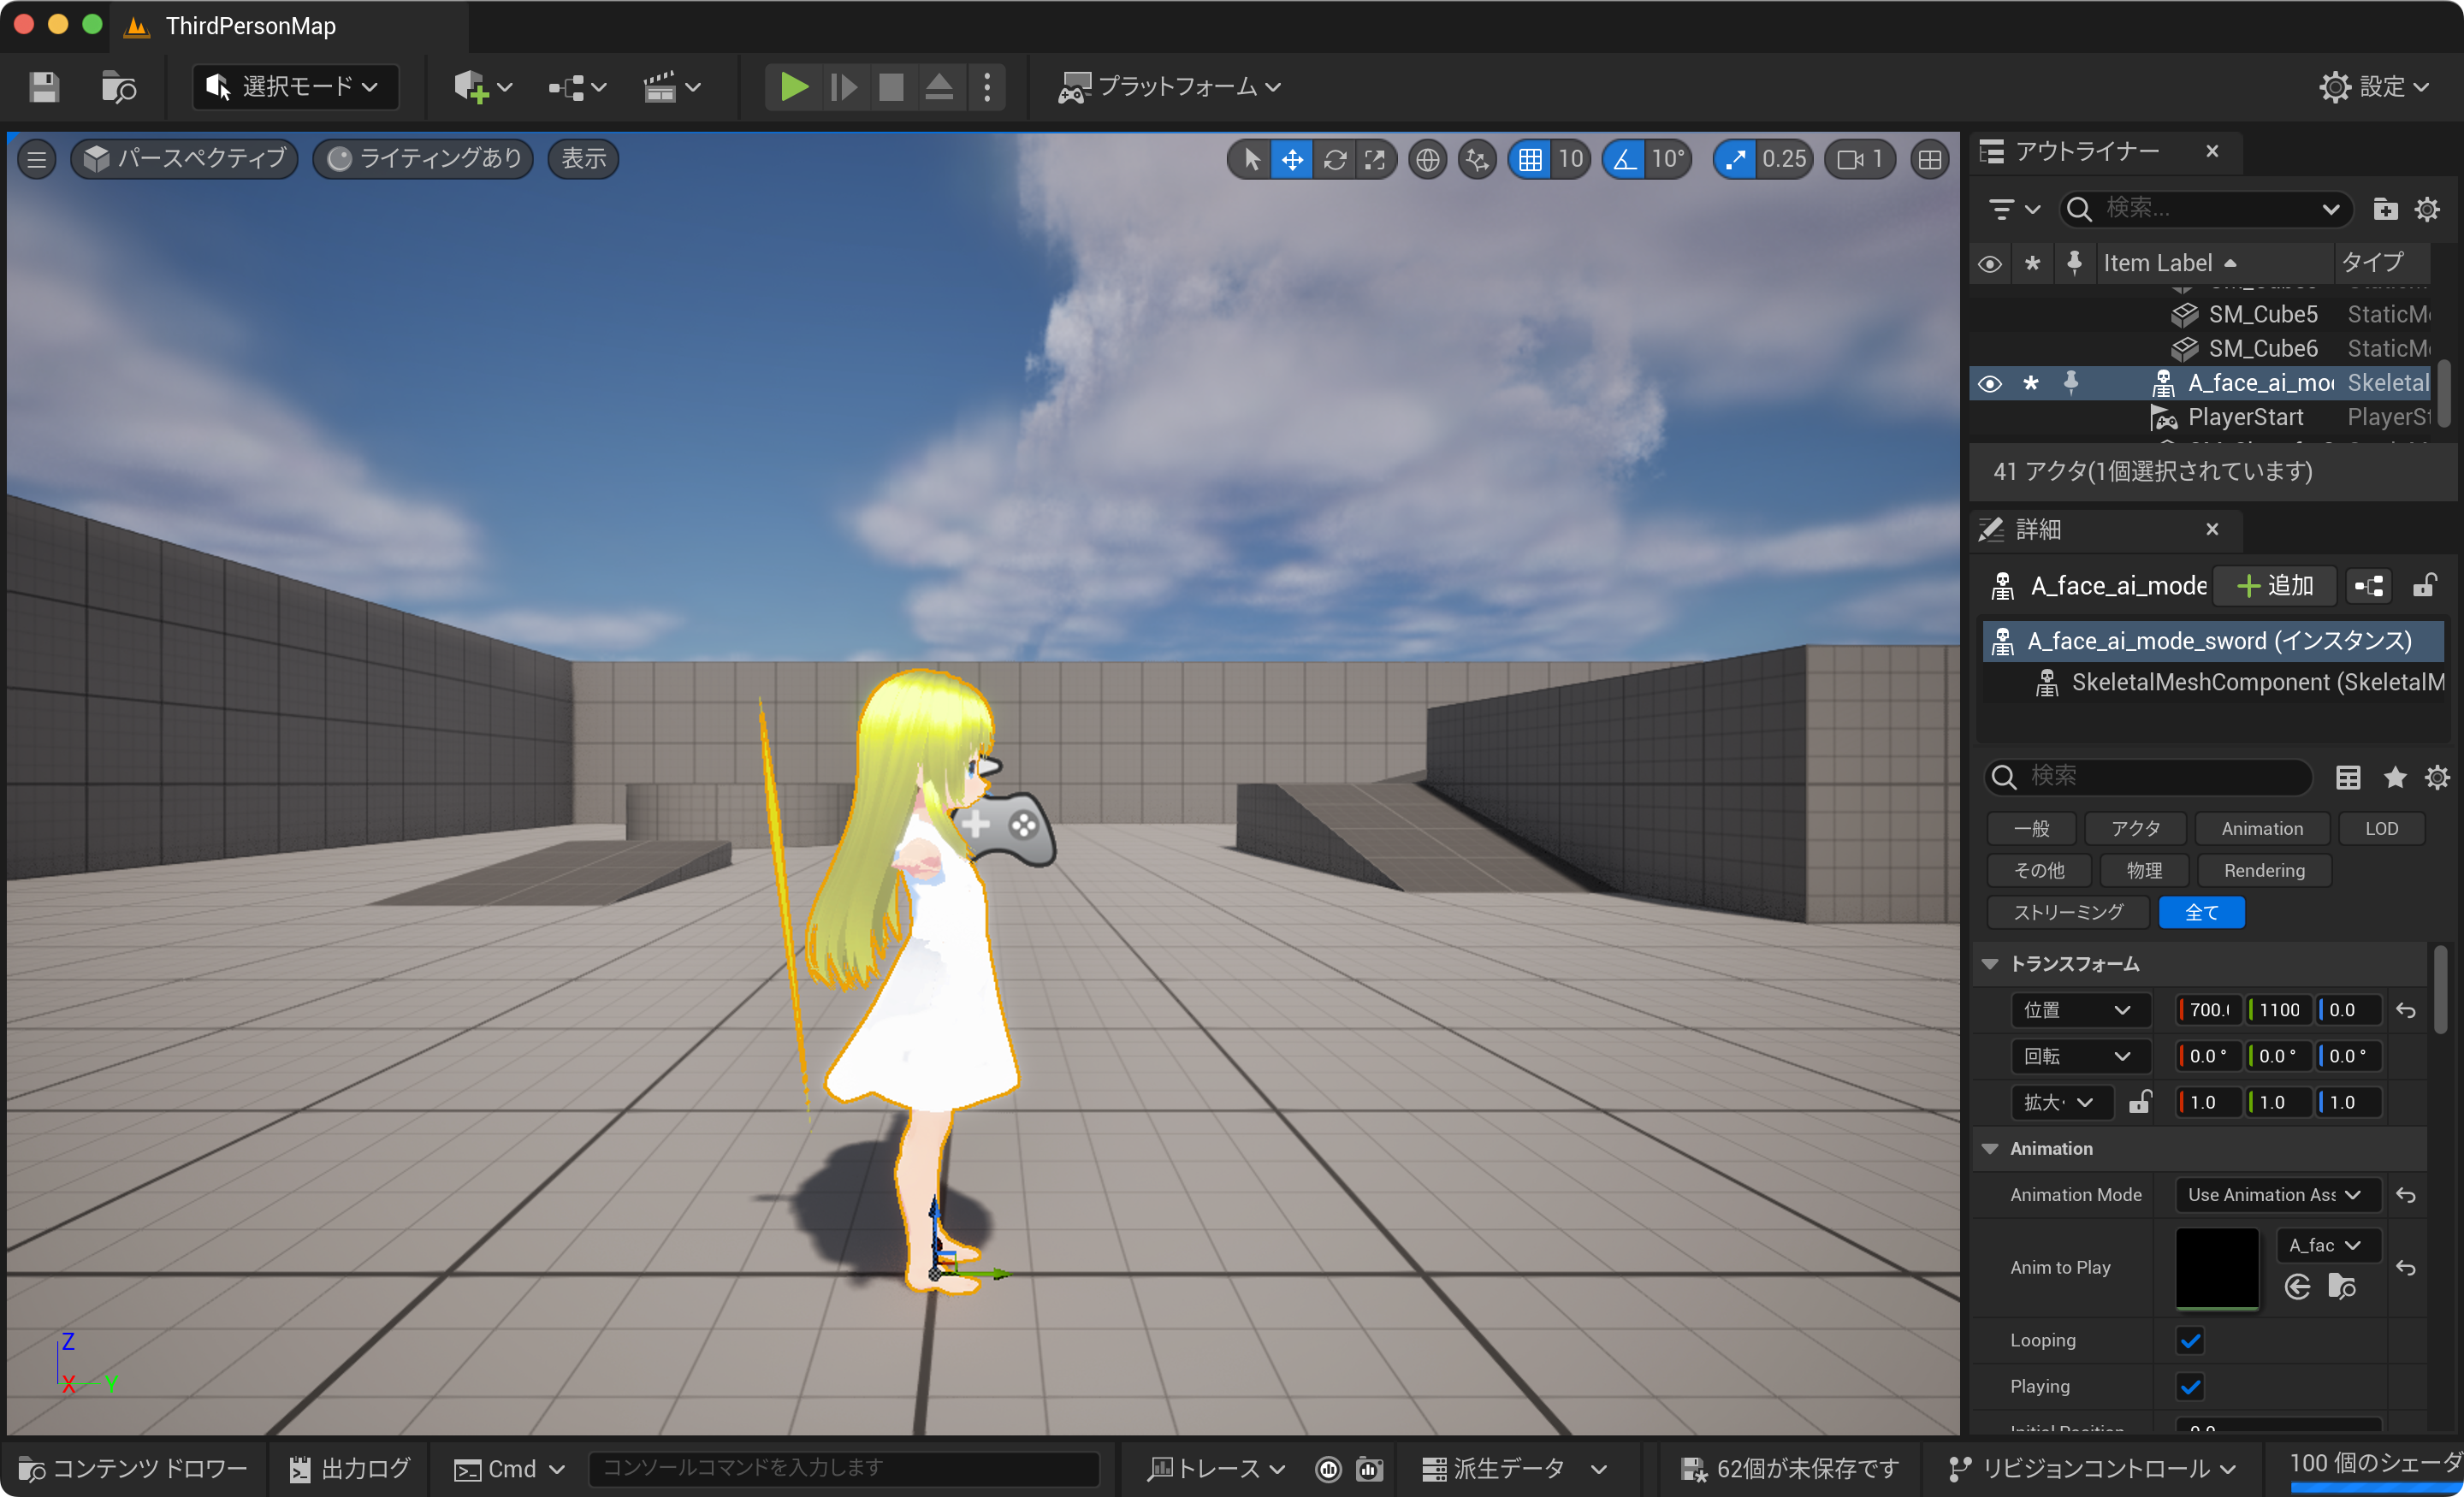 ThirdPersonMap
選択モード
プラットフォーム
設定
パースペクティブ
ライティングあり
表示
10
10°
0.25
1
アウトライナー
検索...
Item Label
タイプ
SM_Cube5
StaticMe
SM_Cube6
StaticMe
A_face_ai_mo
Skeletal
PlayerStart
PlayerSt
41 アクタ(1個選択されています)
詳細
A_face_ai_mode
追加
A_face_ai_mode_sword (インスタンス)
SkeletalMeshComponent (SkeletalM
検索
一般
アクタ
Animation
LOD
その他
物理
Rendering
ストリーミング
全て
トランスフォーム
位置
700.
1100
0.0
回転
0.0 °
0.0 °
0.0 °
拡大
1.0
1.0
1.0
Animation
Animation Mode
Use Animation Ass
Anim to Play
A_fac
Looping
Playing
Z
X
Y
コンテンツ ドロワー
出力ログ
Cmd
コンソールコマンドを入力します
トレース
派生データ
62個が未保存です
リビジョンコントロール
100 個のシェーダ